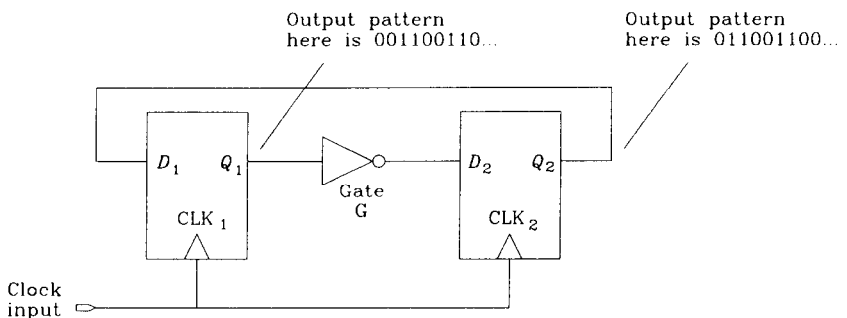 Output pattern
here is 001100110...
Output pattern
here is 011001100...
D₁ Q₁
Gate
G
D₂ Q₂
CLK₁
CLK₂
Clock
input